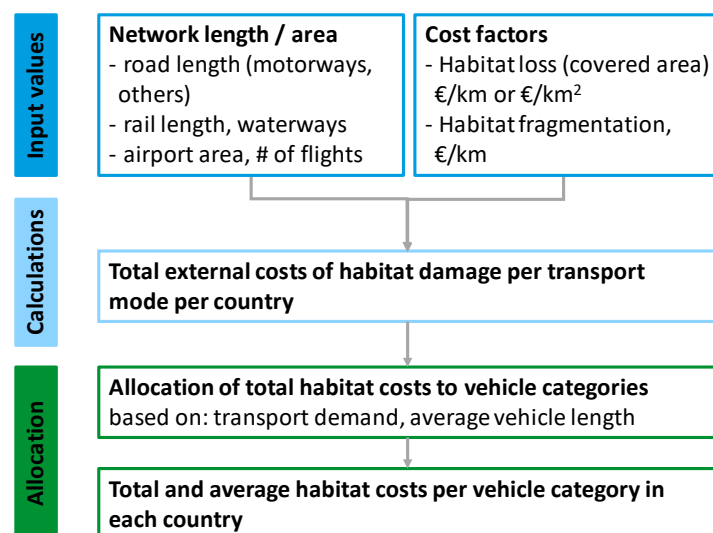 Input values
Network length / area
- road length (motorways,
others)
- rail length, waterways
- airport area, # of flights
Cost factors
- Habitat loss (covered area)
€/km or €/km²
- Habitat fragmentation,
€/km
Calculations
Total external costs of habitat damage per transport
mode per country
Allocation
Allocation of total habitat costs to vehicle categories
based on: transport demand, average vehicle length
Total and average habitat costs per vehicle category in
each country